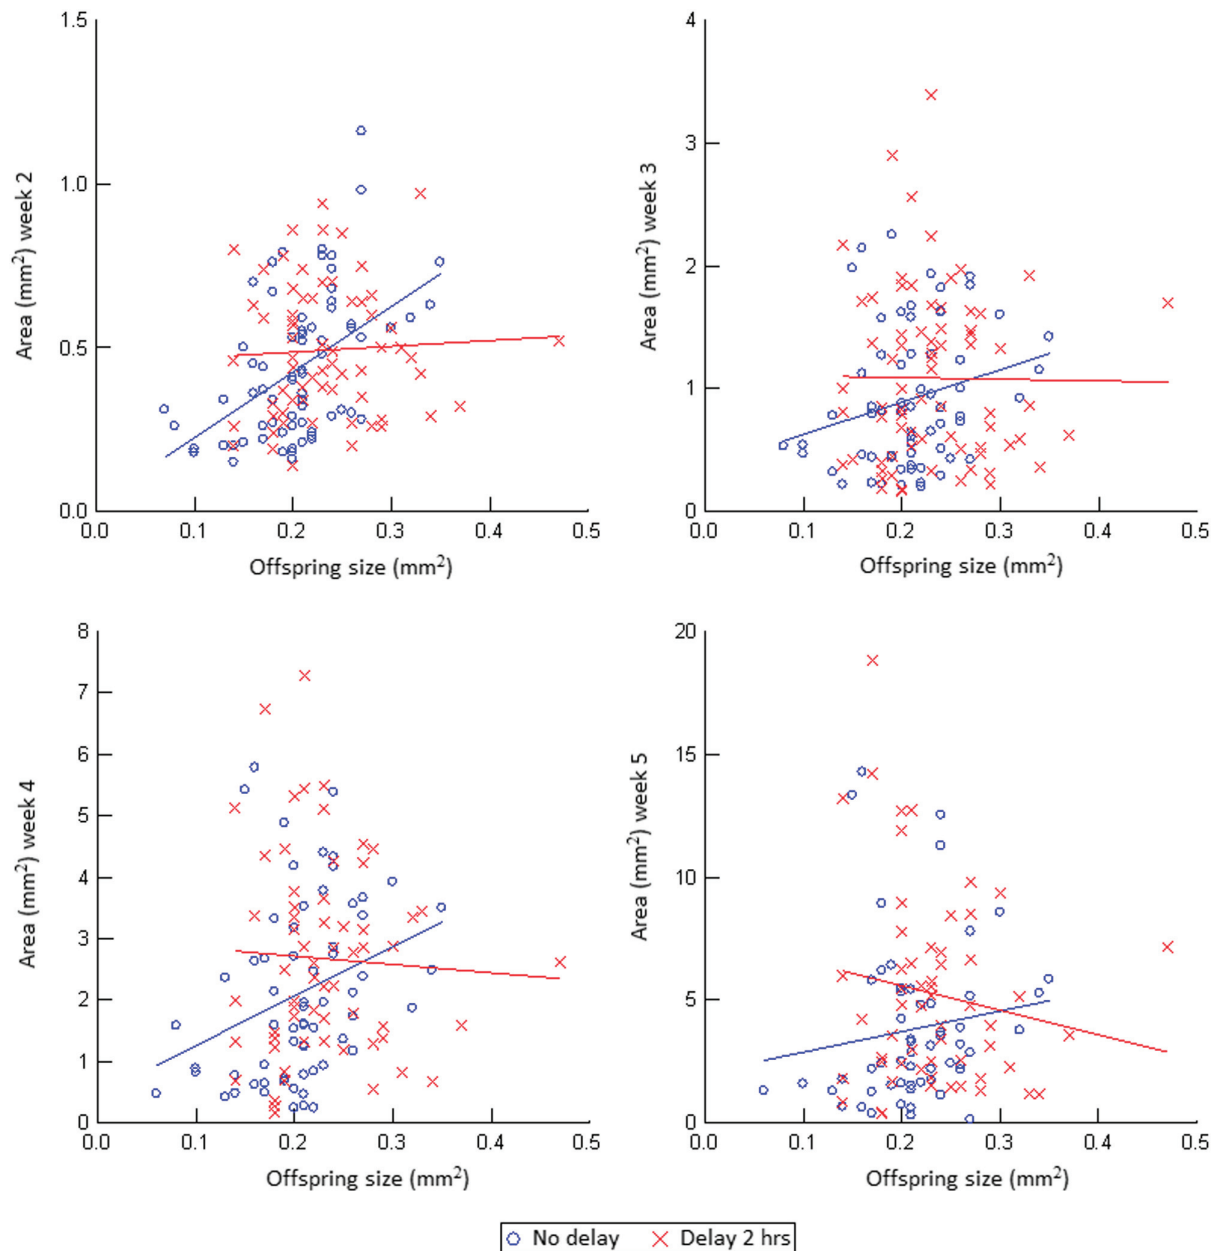 1.5
1.0
0.5
0.0
Area (mm²) week 2
0.0 0.1 0.2 0.3 0.4 0.5
Offspring size (mm²)
4
3
2
1
0
Area (mm²) week 3
0.0 0.1 0.2 0.3 0.4 0.5
Offspring size (mm²)
8
7
6
5
4
3
2
1
0
Area (mm²) week 4
0.0 0.1 0.2 0.3 0.4 0.5
Offspring size (mm²)
20
15
10
5
0
Area (mm²) week 5
0.0 0.1 0.2 0.3 0.4 0.5
Offspring size (mm²)
No delay Delay 2 hrs